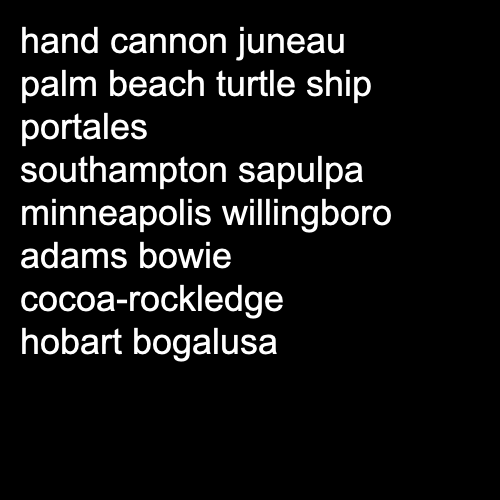 hand cannon juneau
palm beach turtle ship
portales
southampton sapulpa
minneapolis willingboro
adams bowie
cocoa-rockledge
hobart bogalusa